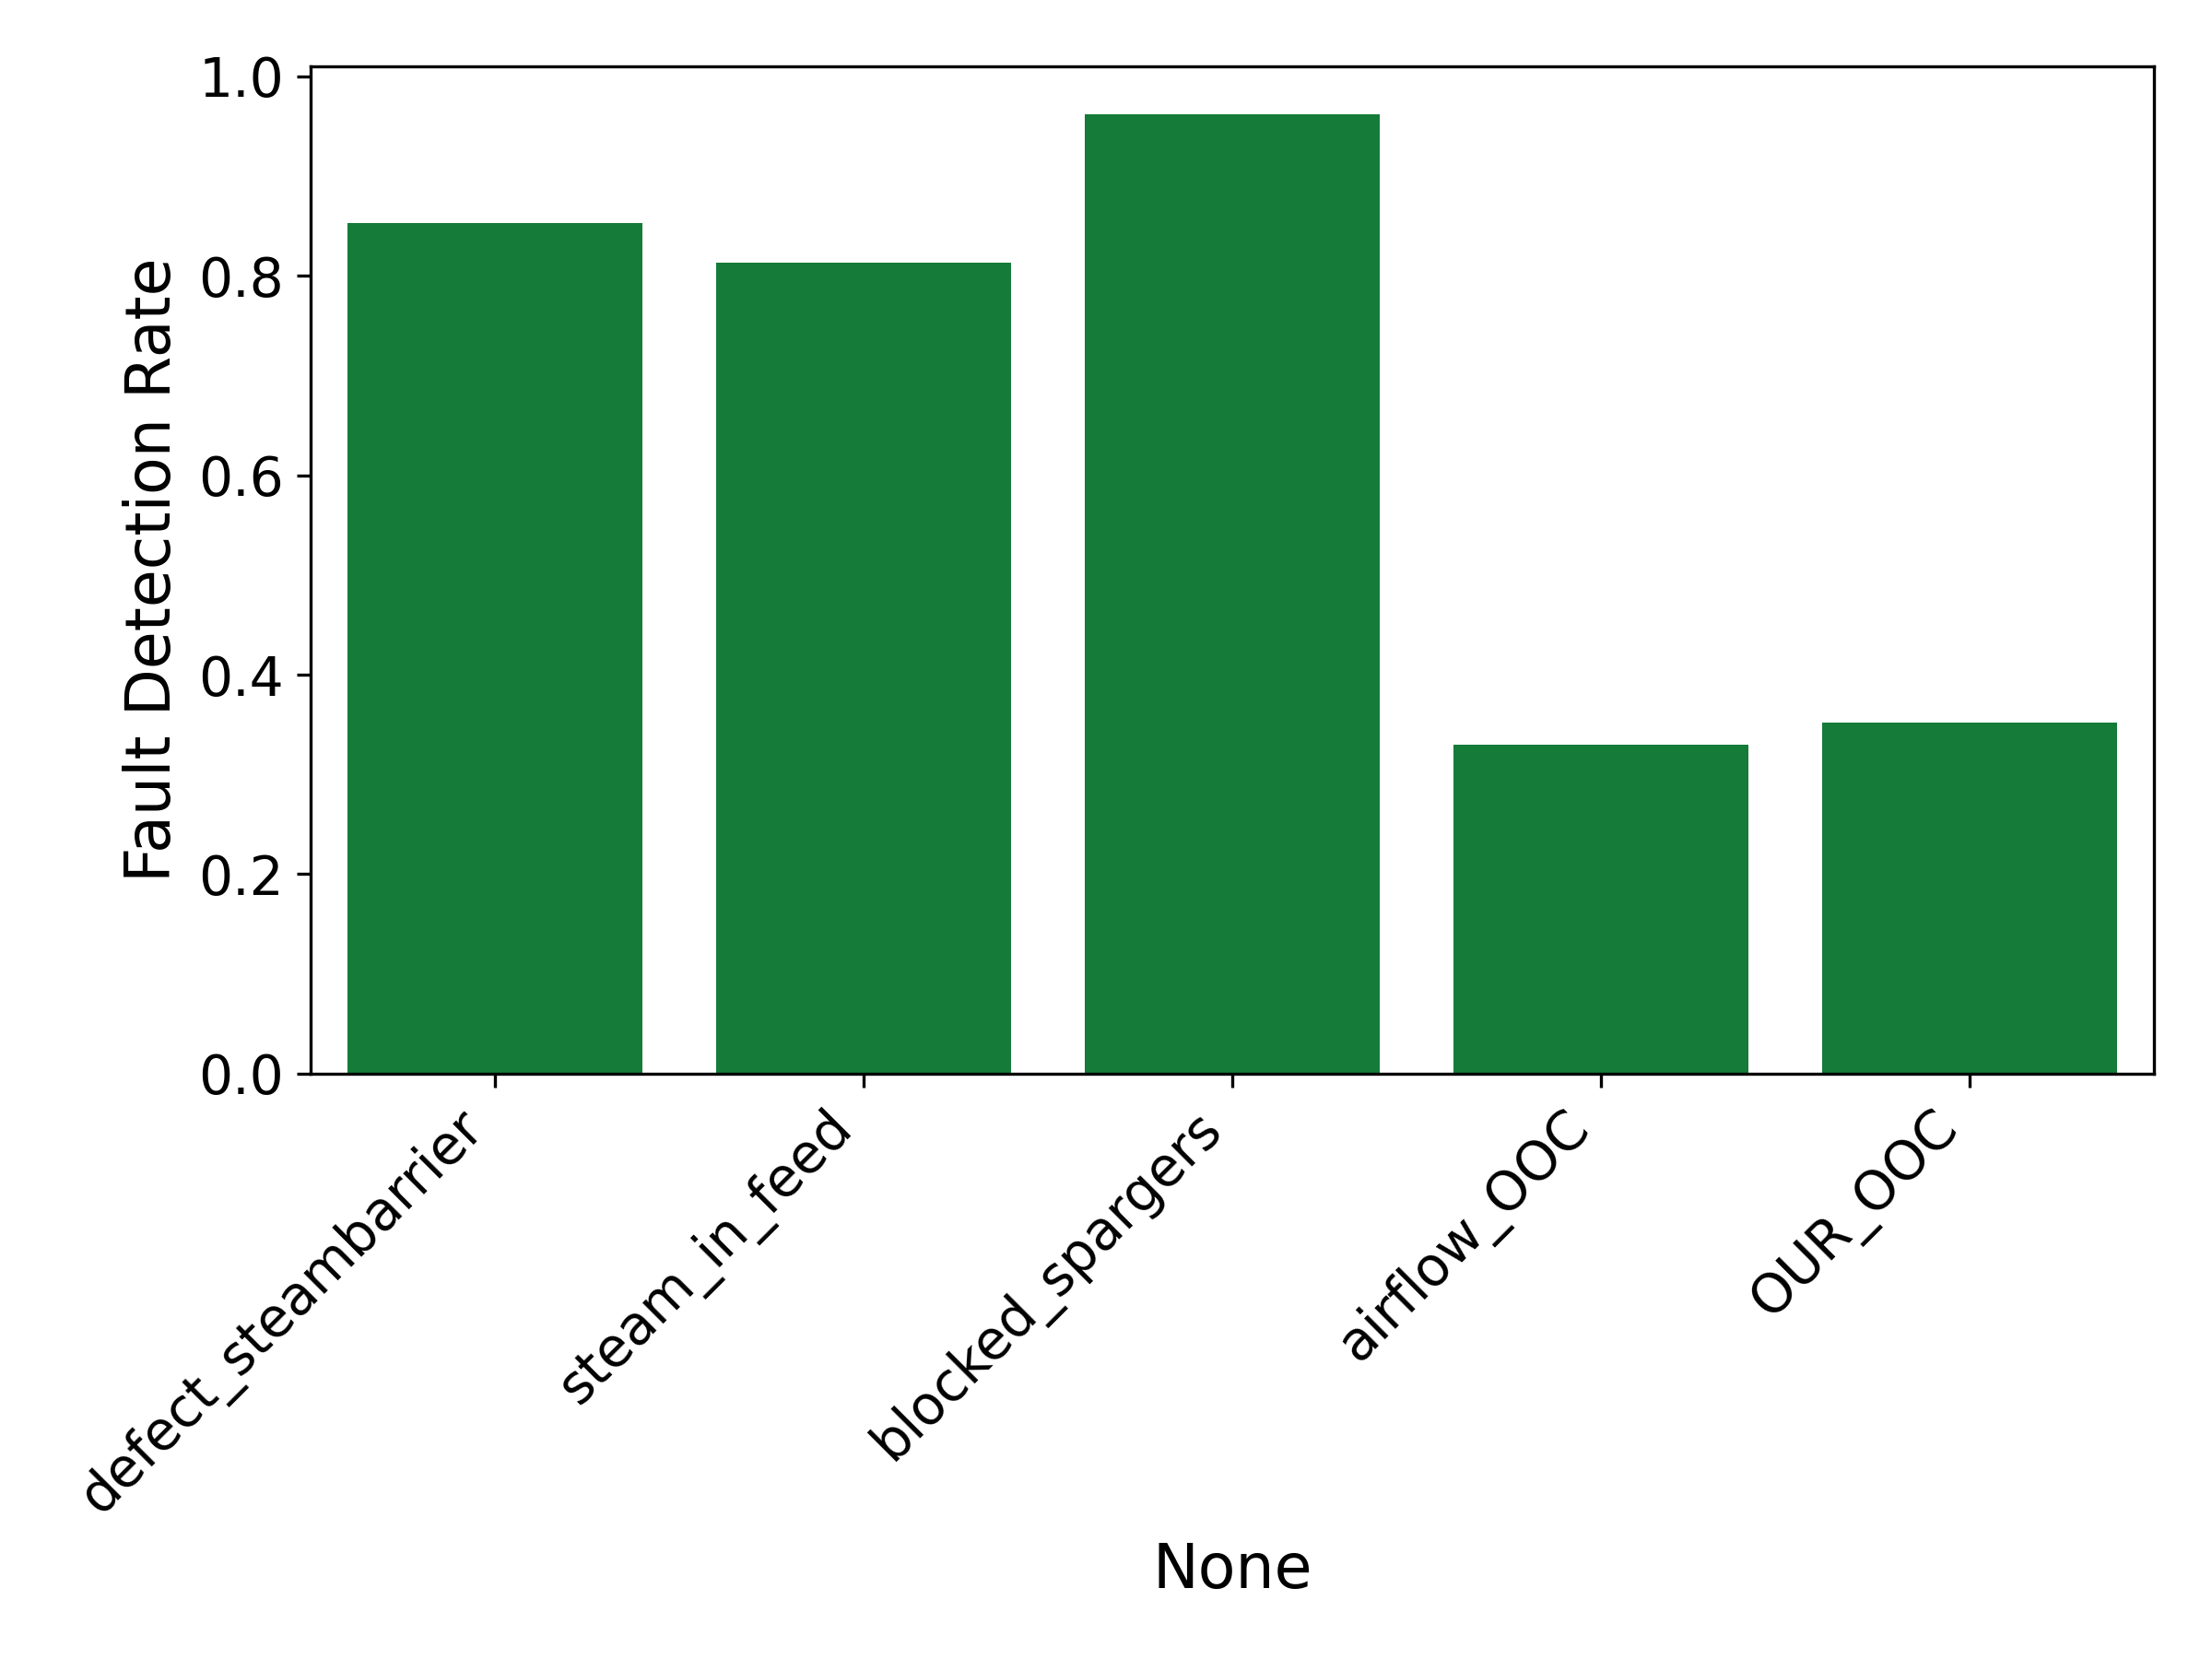 Fault Detection Rate
1.0
0.8
0.6
0.4
0.2
0.0
defect_steambarrier
steam_in_feed
blocked_spargers
airflow_OOC
OUR_OOC
None